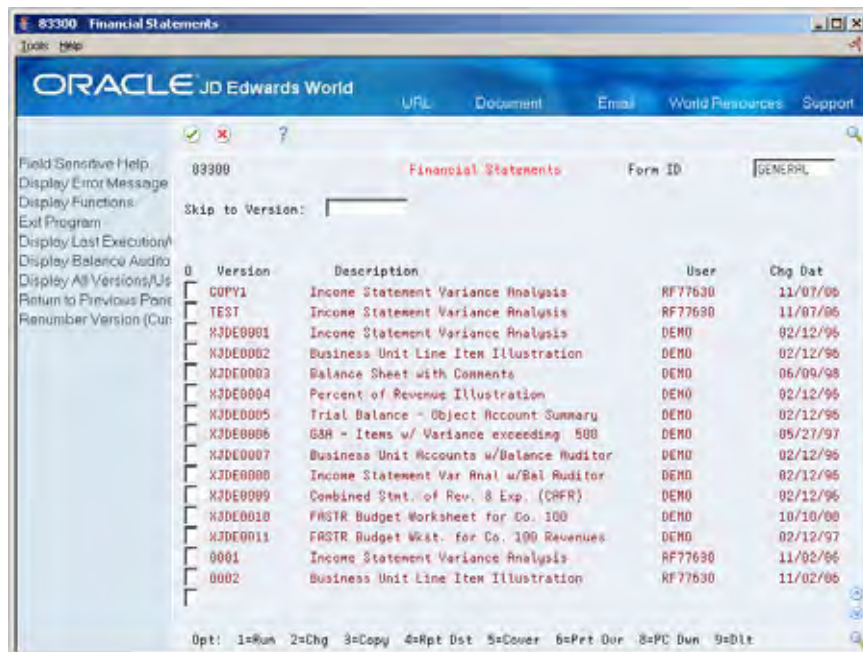 83300 Financial Statements
Tools Help
ORACLE JD Edwards World
URL Document Email World Resources Support
?
Field Sensitive Help
Display Error Message
Display Functions
Exit Program
Display Last Execution/
Display Balance Audito
Display All Versions/Us
Return to Previous Pane
Renumber Version (Cur
83300 Financial Statements Form ID GENERAL
Skip to Version:
O Version Description User Chg Dat
COPY1 Income Statement Variance Analysis RF77630 11/07/06
TEST Income Statement Variance Analysis RF77630 11/07/06
XJDE0001 Income Statement Variance Analysis DEMO 02/12/96
XJDE0002 Business Unit Line Item Illustration DEMO 02/12/96
XJDE0003 Balance Sheet with Comments DEMO 06/09/98
XJDE0004 Percent of Revenue Illustration DEMO 02/12/96
XJDE0005 Trial Balance - Object Account Summary DEMO 02/12/96
XJDE0006 G&A - Items w/ Variance exceeding 500 DEMO 05/27/97
XJDE0007 Business Unit Accounts w/Balance Auditor DEMO 02/12/96
XJDE0008 Income Statement Var Anal w/Bal Auditor DEMO 02/12/96
XJDE0009 Combined Stmt. of Rev. & Exp. (CAFR) DEMO 02/12/96
XJDE0010 FASTR Budget Worksheet for Co. 100 DEMO 10/10/00
XJDE0011 FASTR Budget Wkst. for Co. 100 Revenues DEMO 02/12/97
0001 Income Statement Variance Analysis RF77630 11/02/06
0002 Business Unit Line Item Illustration RF77630 11/02/06
Opt: 1=Run 2=Chg 3=Copy 4=Rpt Dst 5=Cover 6=Prt Ovr 8=PC Dwn 9=Dlt